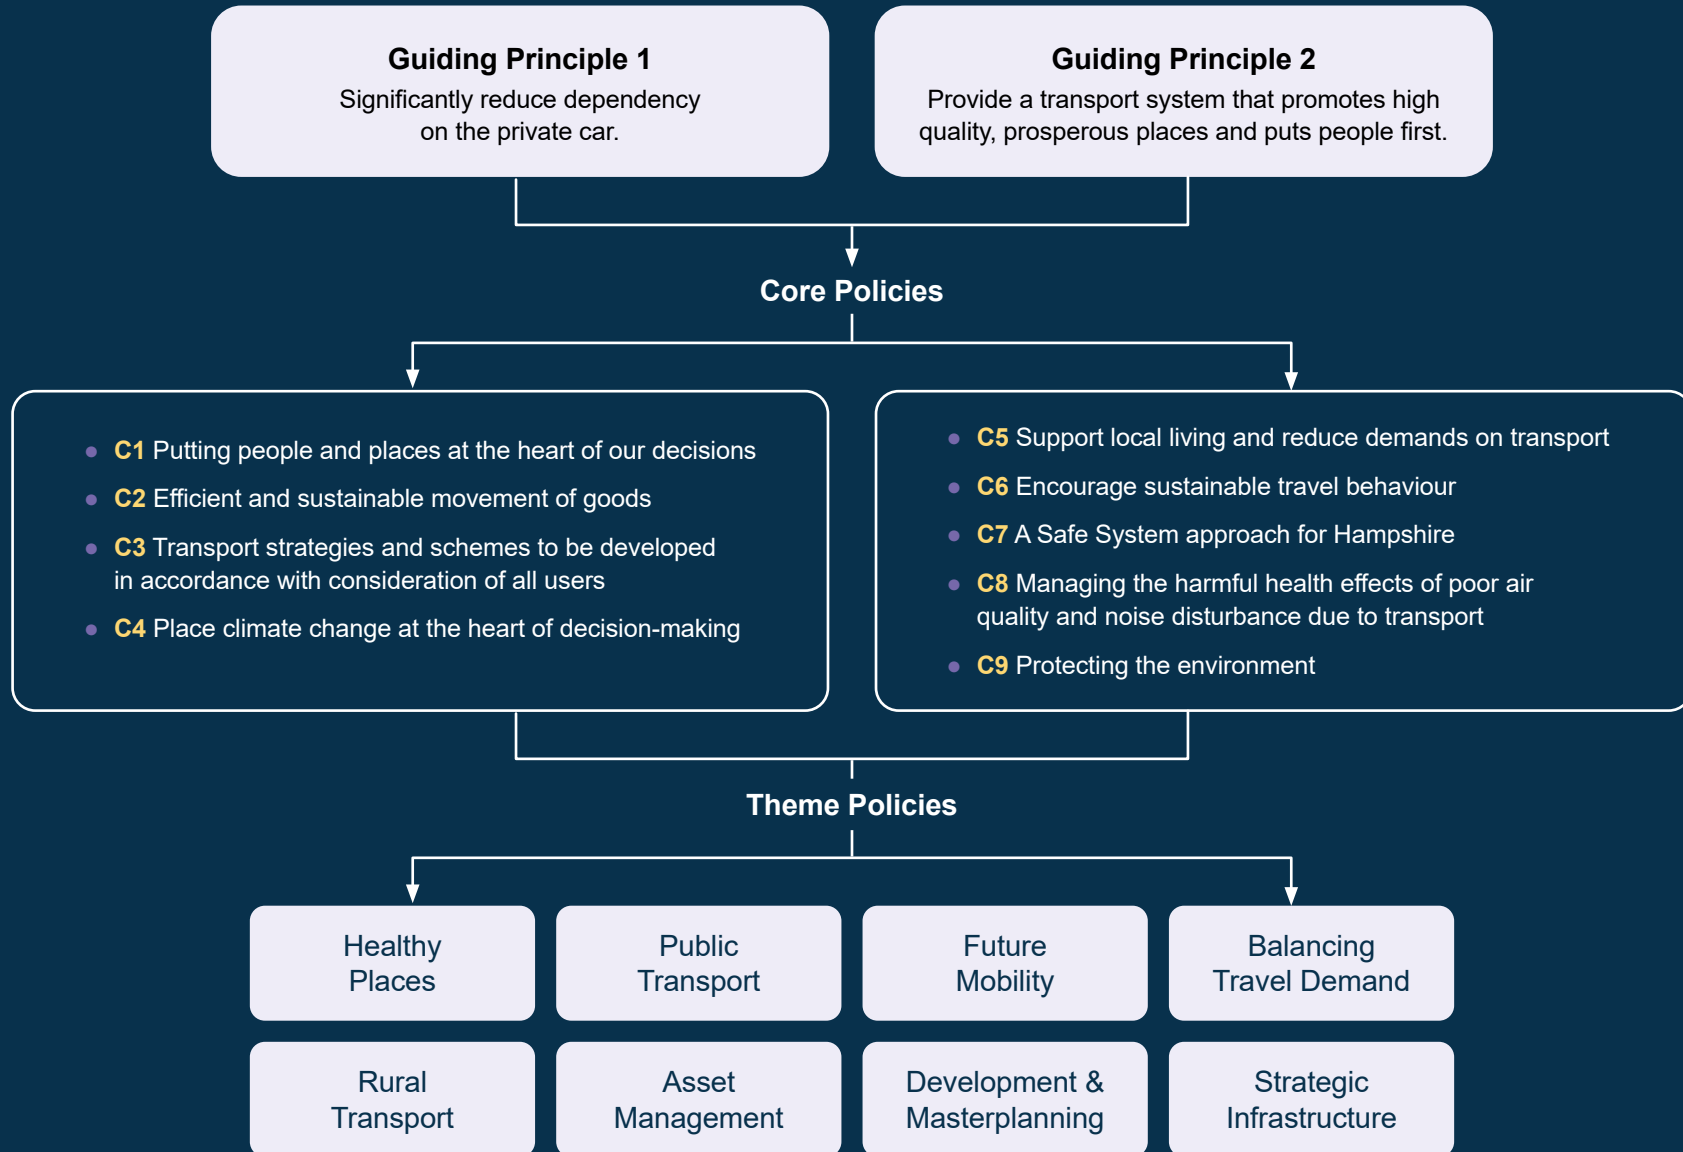 Guiding Principle 1
Significantly reduce dependency
on the private car.
Guiding Principle 2
Provide a transport system that promotes high
quality, prosperous places and puts people first.
Core Policies
C1 Putting people and places at the heart of our decisions
C2 Efficient and sustainable movement of goods
C3 Transport strategies and schemes to be developed
in accordance with consideration of all users
C4 Place climate change at the heart of decision-making
C5 Support local living and reduce demands on transport
C6 Encourage sustainable travel behaviour
C7 A Safe System approach for Hampshire
C8 Managing the harmful health effects of poor air
quality and noise disturbance due to transport
C9 Protecting the environment
Theme Policies
Healthy
Places
Public
Transport
Future
Mobility
Balancing
Travel Demand
Rural
Transport
Asset
Management
Development &
Masterplanning
Strategic
Infrastructure